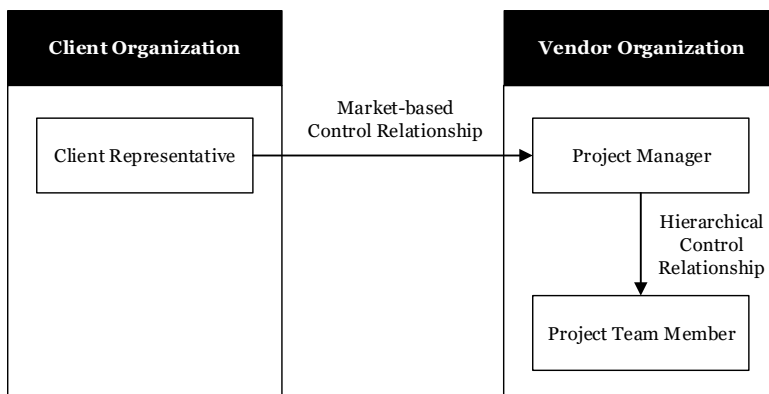 Client Organization
Vendor Organization
Market-based
Control Relationship
Client Representative
Project Manager
Hierarchical
Control
Relationship
Project Team Member